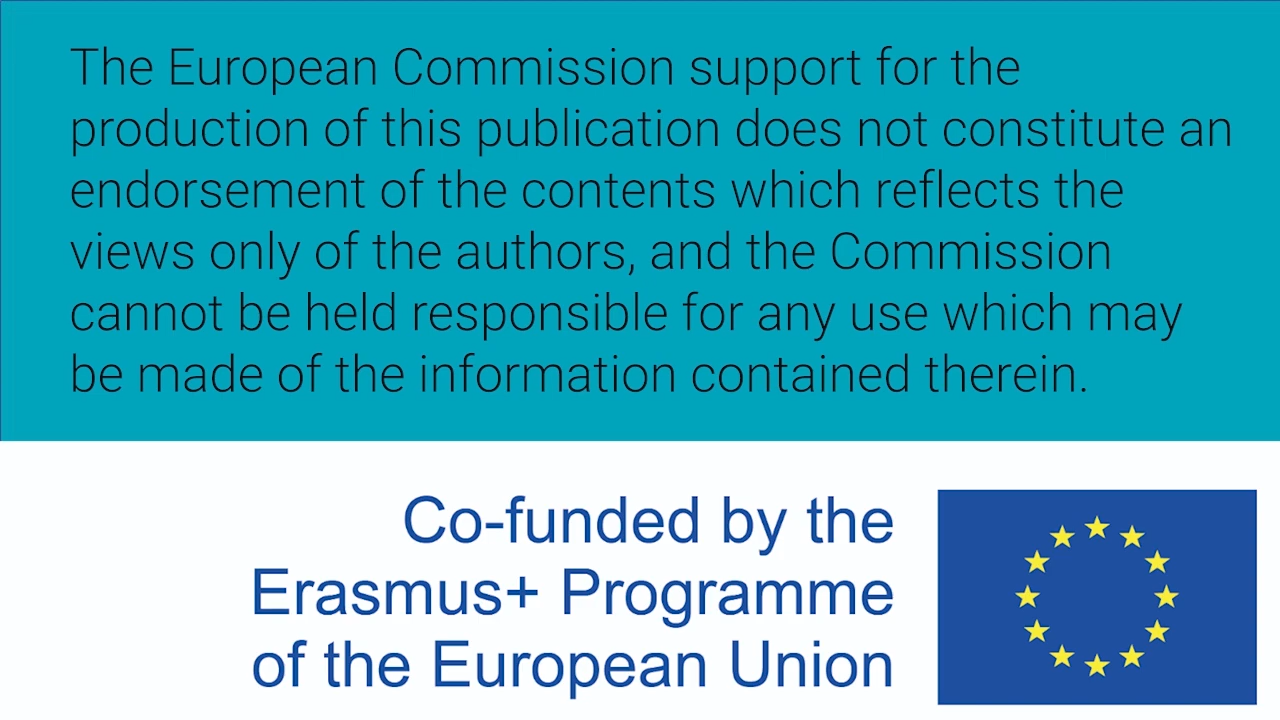 The European Commission support for the
production of this publication does not constitute an
endorsement of the contents which reflects the
views only of the authors, and the Commission
cannot be held responsible for any use which may
be made of the information contained therein.
Co-funded by the
Erasmus+ Programme
of the European Union